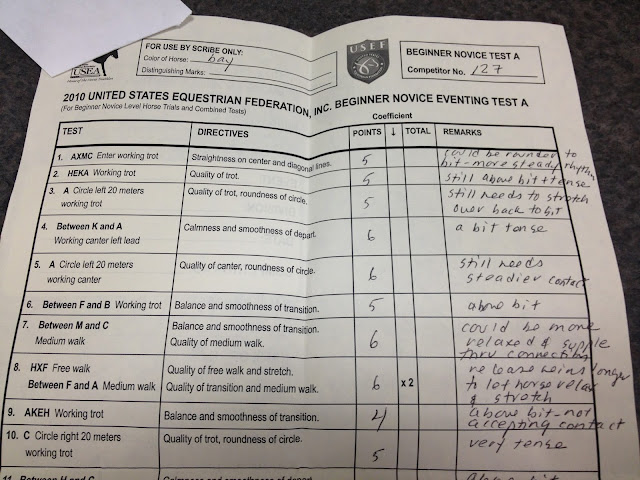 USEA
FOR USE BY SCRIBE ONLY:
Color of Horse: bay
Distinguishing Marks:
USEF
BEGINNER NOVICE TEST A
Competitor No. 127
2010 UNITED STATES EQUESTRIAN FEDERATION, INC. BEGINNER NOVICE EVENTING TEST A
(For Beginner Novice Level Horse Trials and Combined Tests)
Coefficient
TEST DIRECTIVES POINTS ↓ TOTAL REMARKS
1. AXMC Enter working trot Straightness on center and diagonal lines. 5 could be rounder to
bit - more steady rhythm
2. HEKA Working trot Quality of trot. 5 still above bit + tense
3. A Circle left 20 meters Quality of trot, roundness of circle. 5 still needs to stretch
working trot over back to bit
4. Between K and A Calmness and smoothness of depart. 6 a bit tense
Working canter left lead
5. A Circle left 20 meters Quality of canter, roundness of circle. 6 still needs
working canter steadier contact
6. Between F and B Working trot Balance and smoothness of transition. 5 above bit
7. Between M and C Balance and smoothness of transition. 6 could be more
Medium walk Quality of medium walk. relaxed & supple
thru connection
8. HXF Free walk Quality of free walk and stretch. 6 x 2 release reins longer
Between F and A Medium walk Quality of transition and medium walk. to let horse relax
& stretch
9. AKEH Working trot Balance and smoothness of transition. 4 above bit - not
accepting contact
10. C Circle right 20 meters Quality of trot, roundness of circle. 5 very tense
working trot